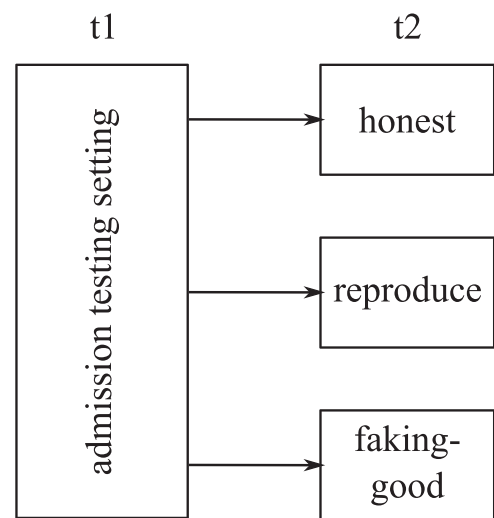 t1
t2
admission testing setting
honest
reproduce
faking-
good